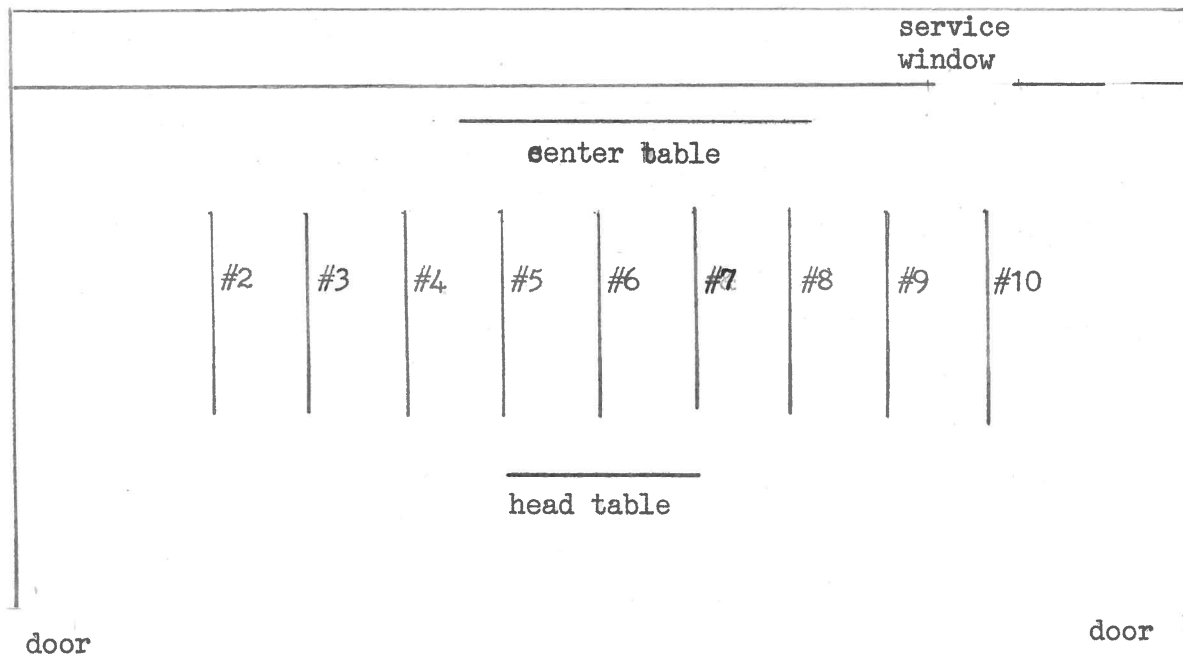 service
window
center table
#2 #3 #4 #5 #6 #7 #8 #9 #10
head table
door
door